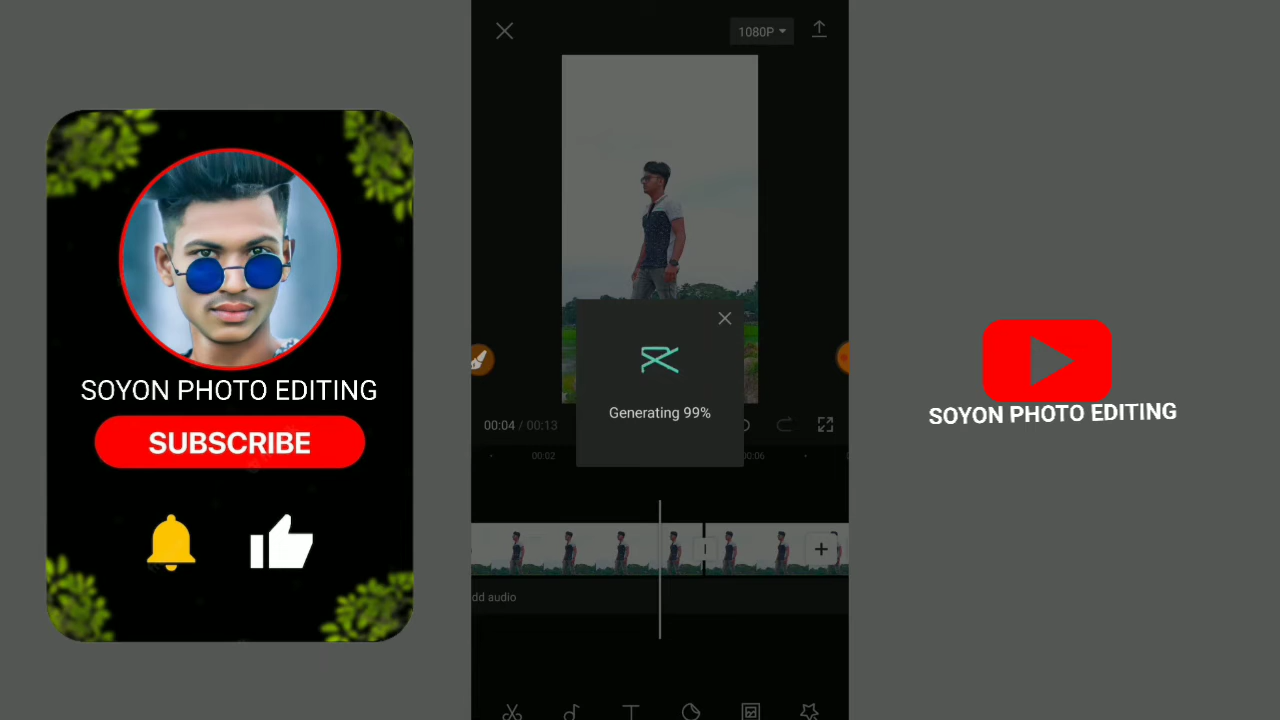 SOYON PHOTO EDITING
SUBSCRIBE
1080P
Generating 99%
00:04 / 00:13
00:02
00:06
dd audio
SOYON PHOTO EDITING